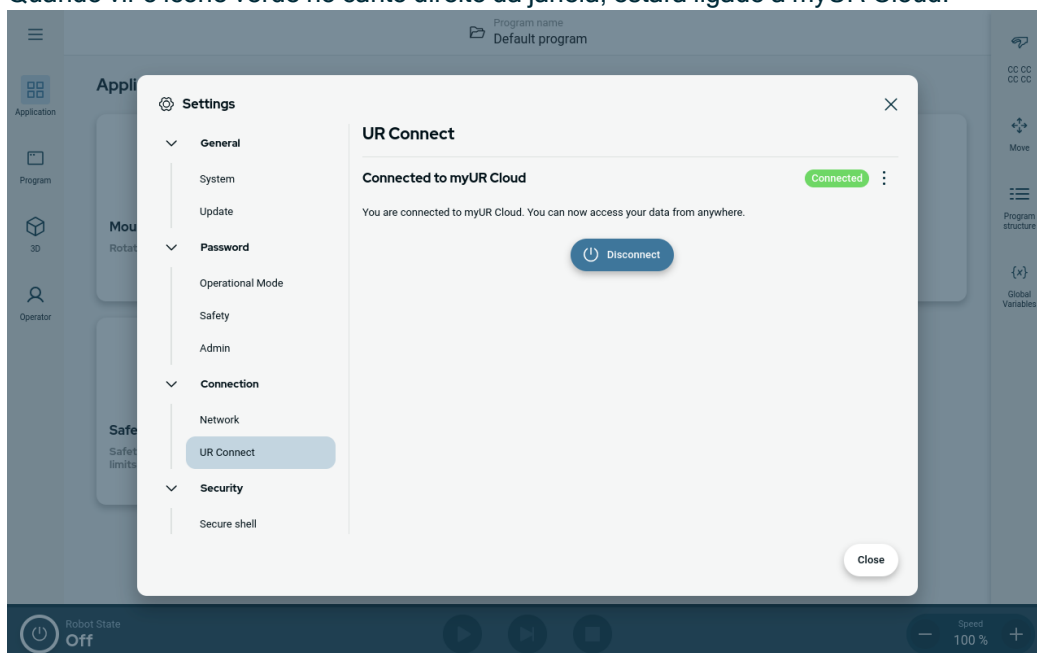 Quando vir o ícone verde no canto direito da janela, estará ligado à myUR Cloud.
Program name
Default program
Application
Program
3D
Operator
Appli
Mou
Rotat
Safe
Safet
limits
Settings
General
System
Update
Password
Operational Mode
Safety
Admin
Connection
Network
UR Connect
Security
Secure shell
UR Connect
Connected to myUR Cloud
Connected
You are connected to myUR Cloud. You can now access your data from anywhere.
Disconnect
Close
CC CC
CC CC
Move
Program
structure
{x}
Global
Variables
Robot State
Off
Speed
100 %